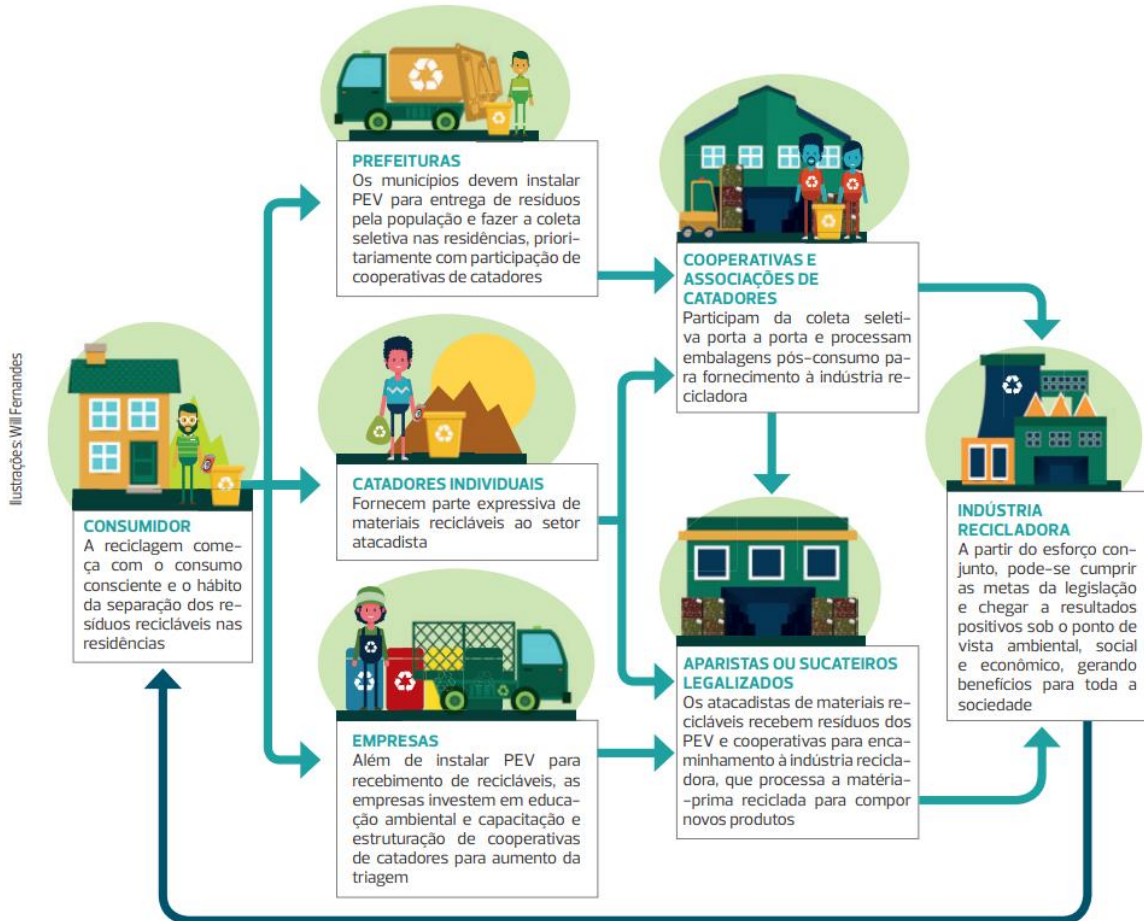 Ilustrações: Will Fernandes
CONSUMIDOR
A reciclagem come-
ça com o consumo
consciente e o hábito
da separação dos re-
síduos recicláveis nas
residências
PREFEITURAS
Os municípios devem instalar
PEV para entrega de resíduos
pela população e fazer a coleta
seletiva nas residências, priori-
tariamente com participação de
cooperativas de catadores
CATADORES INDIVIDUAIS
Fornecem parte expressiva de
materiais recicláveis ao setor
atacadista
EMPRESAS
Além de instalar PEV para
recebimento de recicláveis, as
empresas investem em educa-
ção ambiental e capacitação e
estruturação de cooperativas
de catadores para aumento da
triagem
COOPERATIVAS E
ASSOCIAÇÕES DE
CATADORES
Participam da coleta seleti-
va porta a porta e processam
embalagens pós-consumo pa-
ra fornecimento à indústria re-
cicladora
APARISTAS OU SUCATEIROS
LEGALIZADOS
Os atacadistas de materiais re-
cicláveis recebem resíduos dos
PEV e cooperativas para enca-
minhamento à indústria recicla-
dora, que processa a matéria-
-prima reciclada para compor
novos produtos
INDÚSTRIA
RECICLADORA
A partir do esforço con-
junto, pode-se cumprir
as metas da legislação
e chegar a resultados
positivos sob o ponto de
vista ambiental, social
e econômico, gerando
benefícios para toda a
sociedade